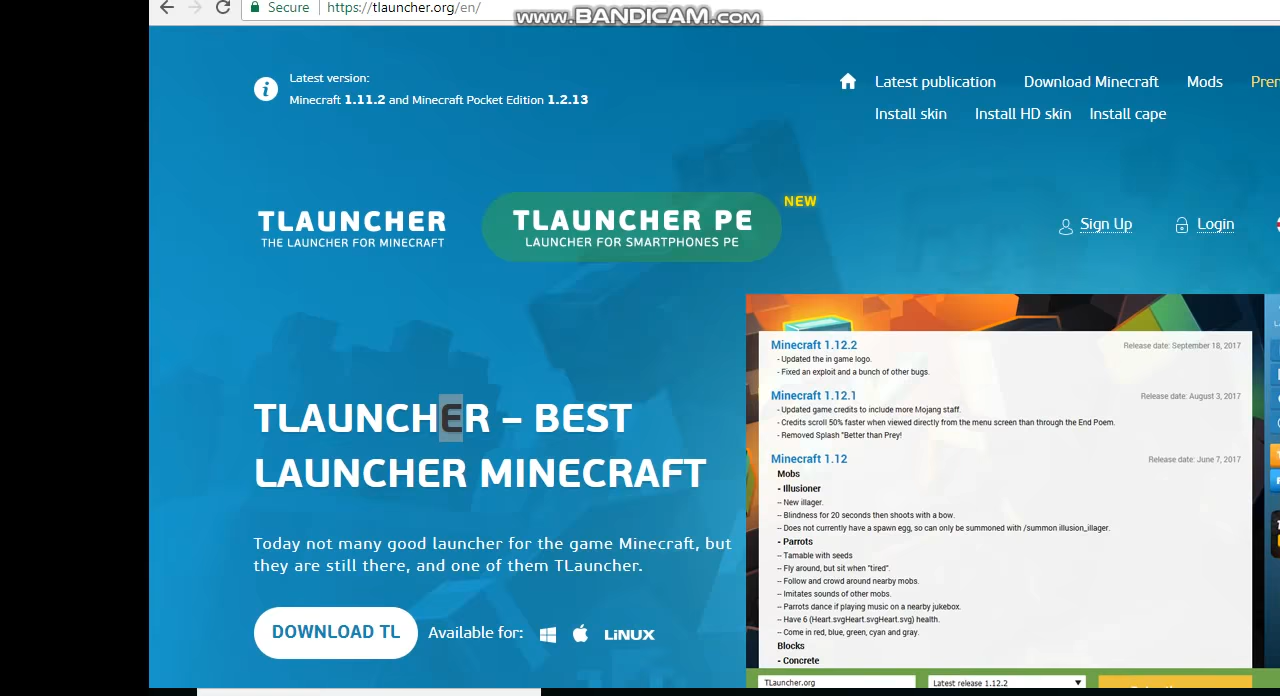 Secure https://tlauncher.org/en/
www.BANDICAM.com
Latest version:
Minecraft 1.11.2 and Minecraft Pocket Edition 1.2.13
Latest publication Download Minecraft Mods
Install skin Install HD skin Install cape
TLAUNCHER
THE LAUNCHER FOR MINECRAFT
TLAUNCHER PE
LAUNCHER FOR SMARTPHONES PE
NEW
Sign Up Login
TLAUNCHER – BEST
LAUNCHER MINECRAFT
Today not many good launcher for the game Minecraft, but
they are still there, and one of them TLauncher.
DOWNLOAD TL Available for: LiNUX
Minecraft 1.12.2 Release date: September 18, 2017
- Updated the in game logo.
- Fixed an exploit and a bunch of other bugs.
Minecraft 1.12.1 Release date: August 3, 2017
- Updated game credits to include more Mojang staff.
- Credits scroll 50% faster when viewed directly from the menu screen than through the End Poem.
- Removed Splash "Better than Prey!
Minecraft 1.12 Release date: June 7, 2017
Mobs
- Illusioner
-- New illager.
-- Blindness for 20 seconds then shoots with a bow.
-- Does not currently have a spawn egg, so can only be summoned with /summon illusion_illager.
- Parrots
-- Tamable with seeds
-- Fly around, but sit when "tired".
-- Follow and crowd around nearby mobs.
-- Imitates sounds of other mobs.
-- Parrots dance if playing music on a nearby jukebox.
-- Have 6 (Heart.svgHeart.svgHeart.svg) health.
-- Come in red, blue, green, cyan and gray.
Blocks
- Concrete
TLauncher.org Latest release 1.12.2